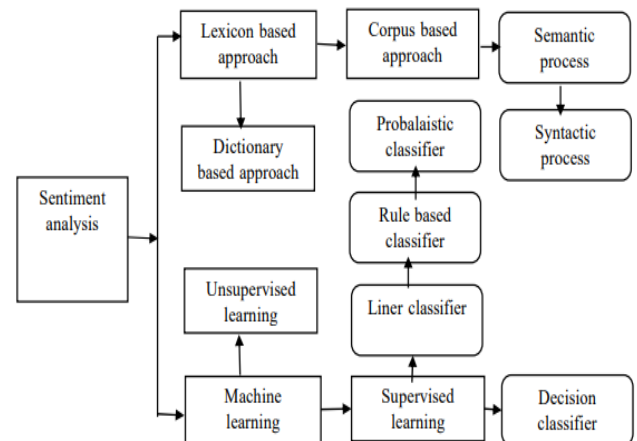 Lexicon based
approach
Corpus based
approach
Semantic
process
Dictionary
based approach
Probalaistic
classifier
Syntactic
process
Sentiment
analysis
Rule based
classifier
Unsupervised
learning
Liner classifier
Machine
learning
Supervised
learning
Decision
classifier